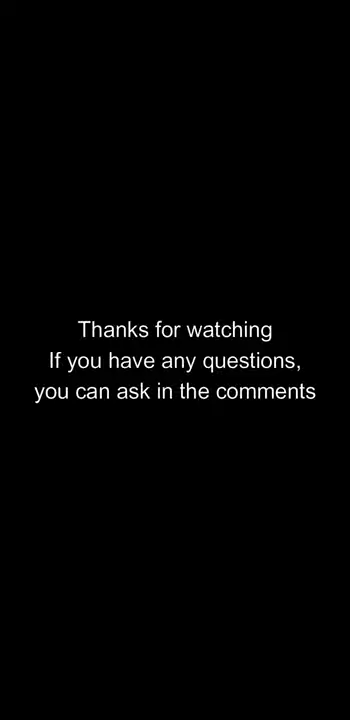 Thanks for watching
If you have any questions,
you can ask in the comments